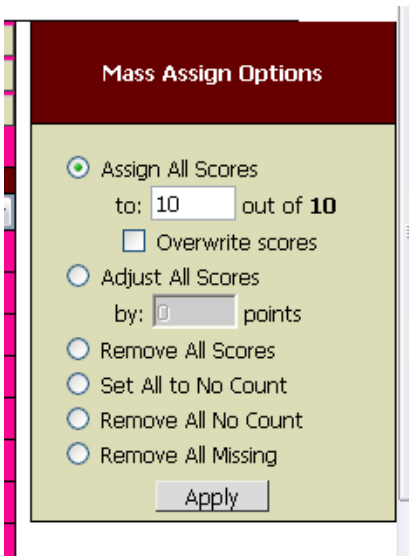 Mass Assign Options
Assign All Scores
to: 10 out of 10
Overwrite scores
Adjust All Scores
by: 0 points
Remove All Scores
Set All to No Count
Remove All No Count
Remove All Missing
Apply